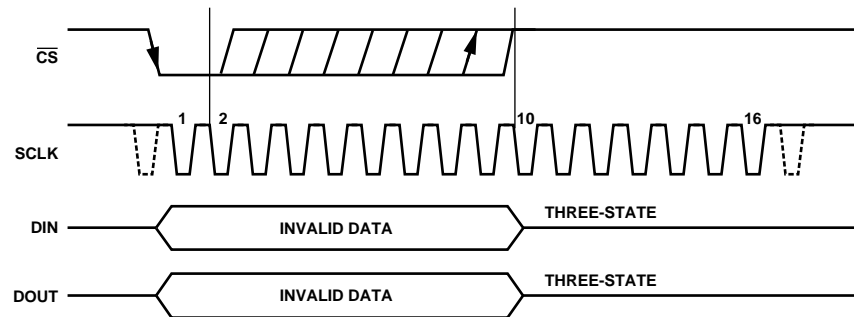 CS
1 2 10 16
SCLK
THREE-STATE
DIN INVALID DATA
THREE-STATE
DOUT INVALID DATA